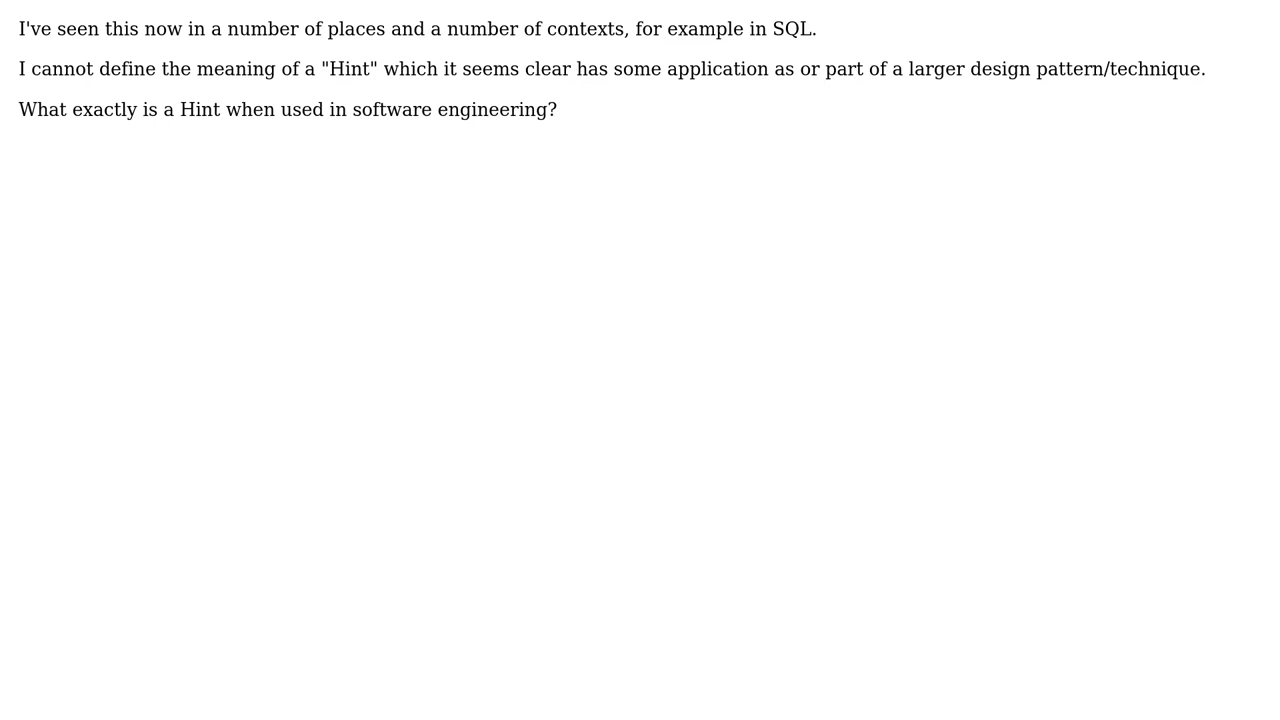 I've seen this now in a number of places and a number of contexts, for example in SQL.
I cannot define the meaning of a "Hint" which it seems clear has some application as or part of a larger design pattern/technique.
What exactly is a Hint when used in software engineering?